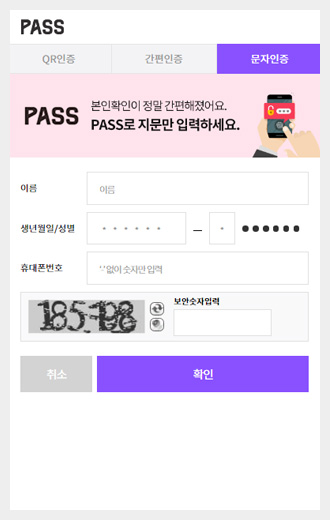 PASS
QR인증 간편인증 문자인증
PASS
본인확인이 정말 간편해졌어요.
PASS로 지문만 입력하세요.
이름 이름
생년월일/성별
휴대폰번호 '-'없이 숫자만 입력
보안숫자입력
취소 확인